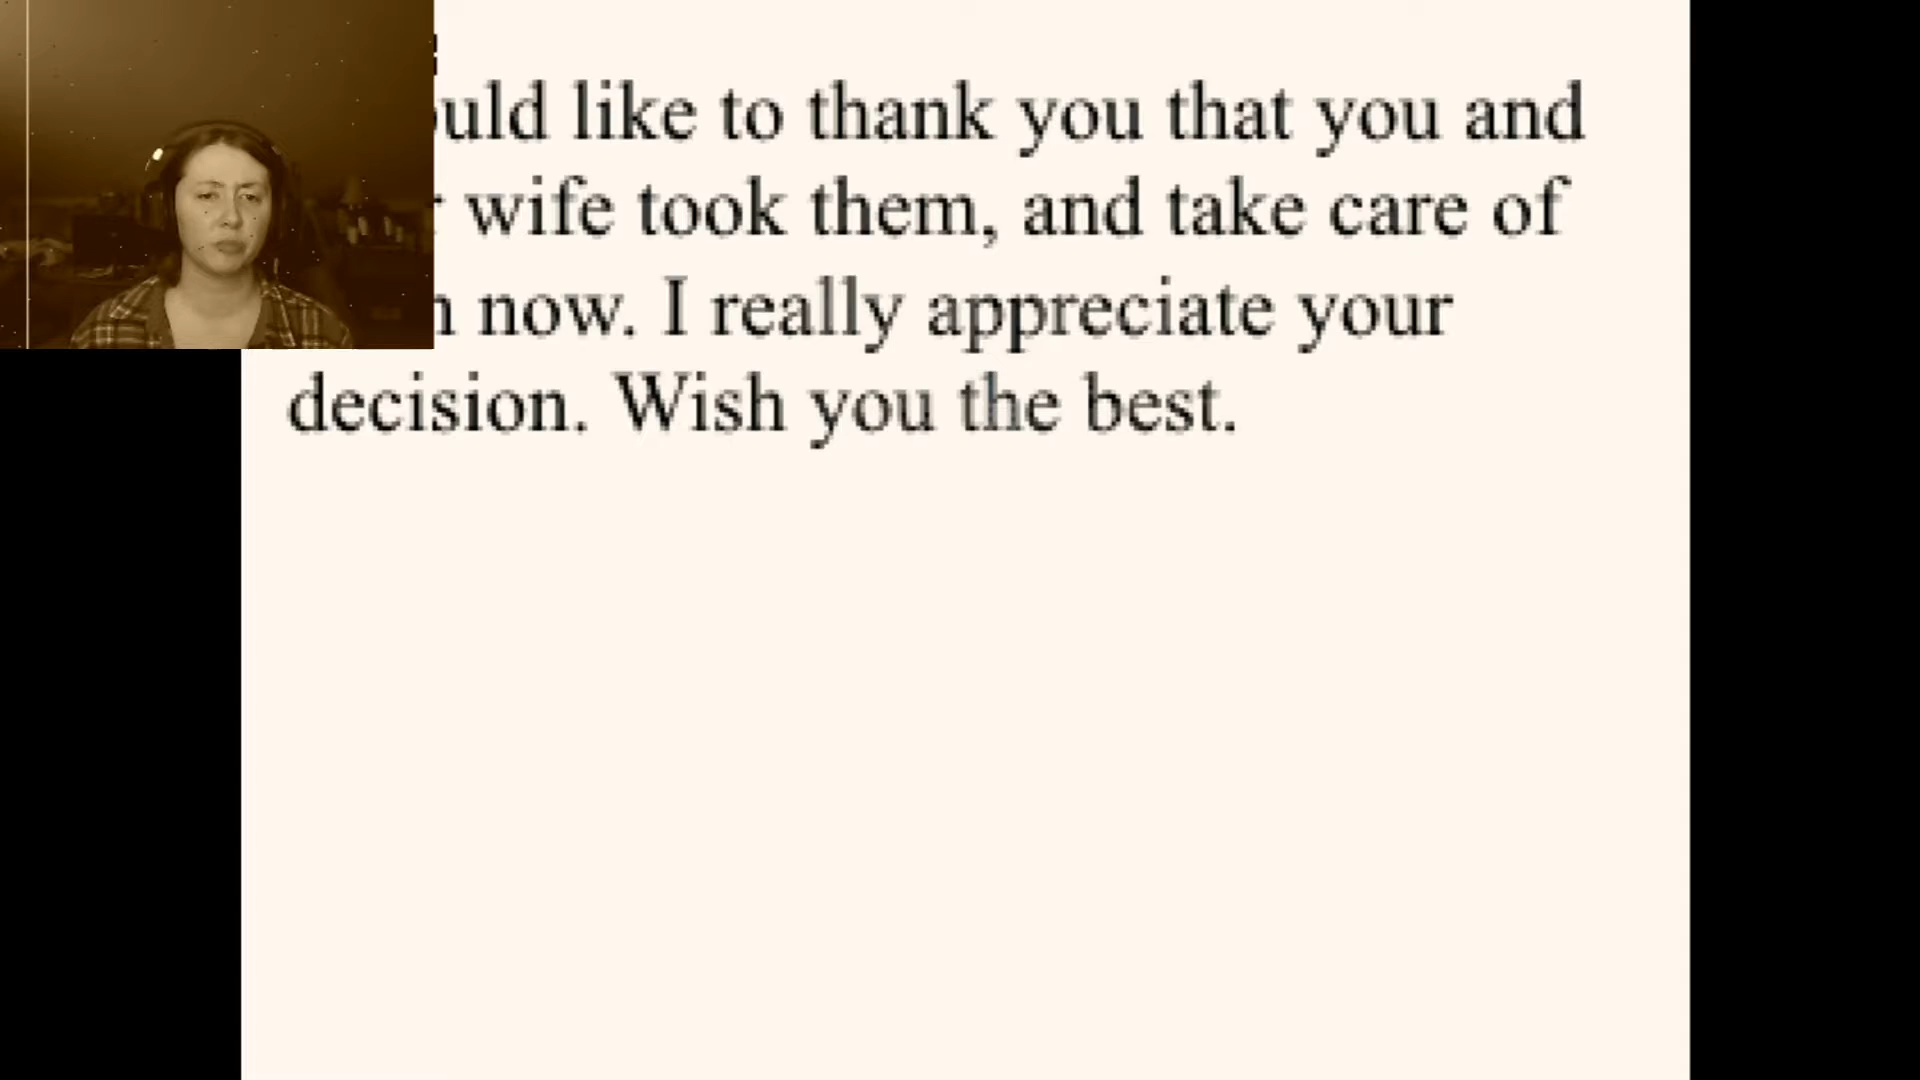 uld like to thank you that you and
wife took them, and take care of
now. I really appreciate your
decision. Wish you the best.